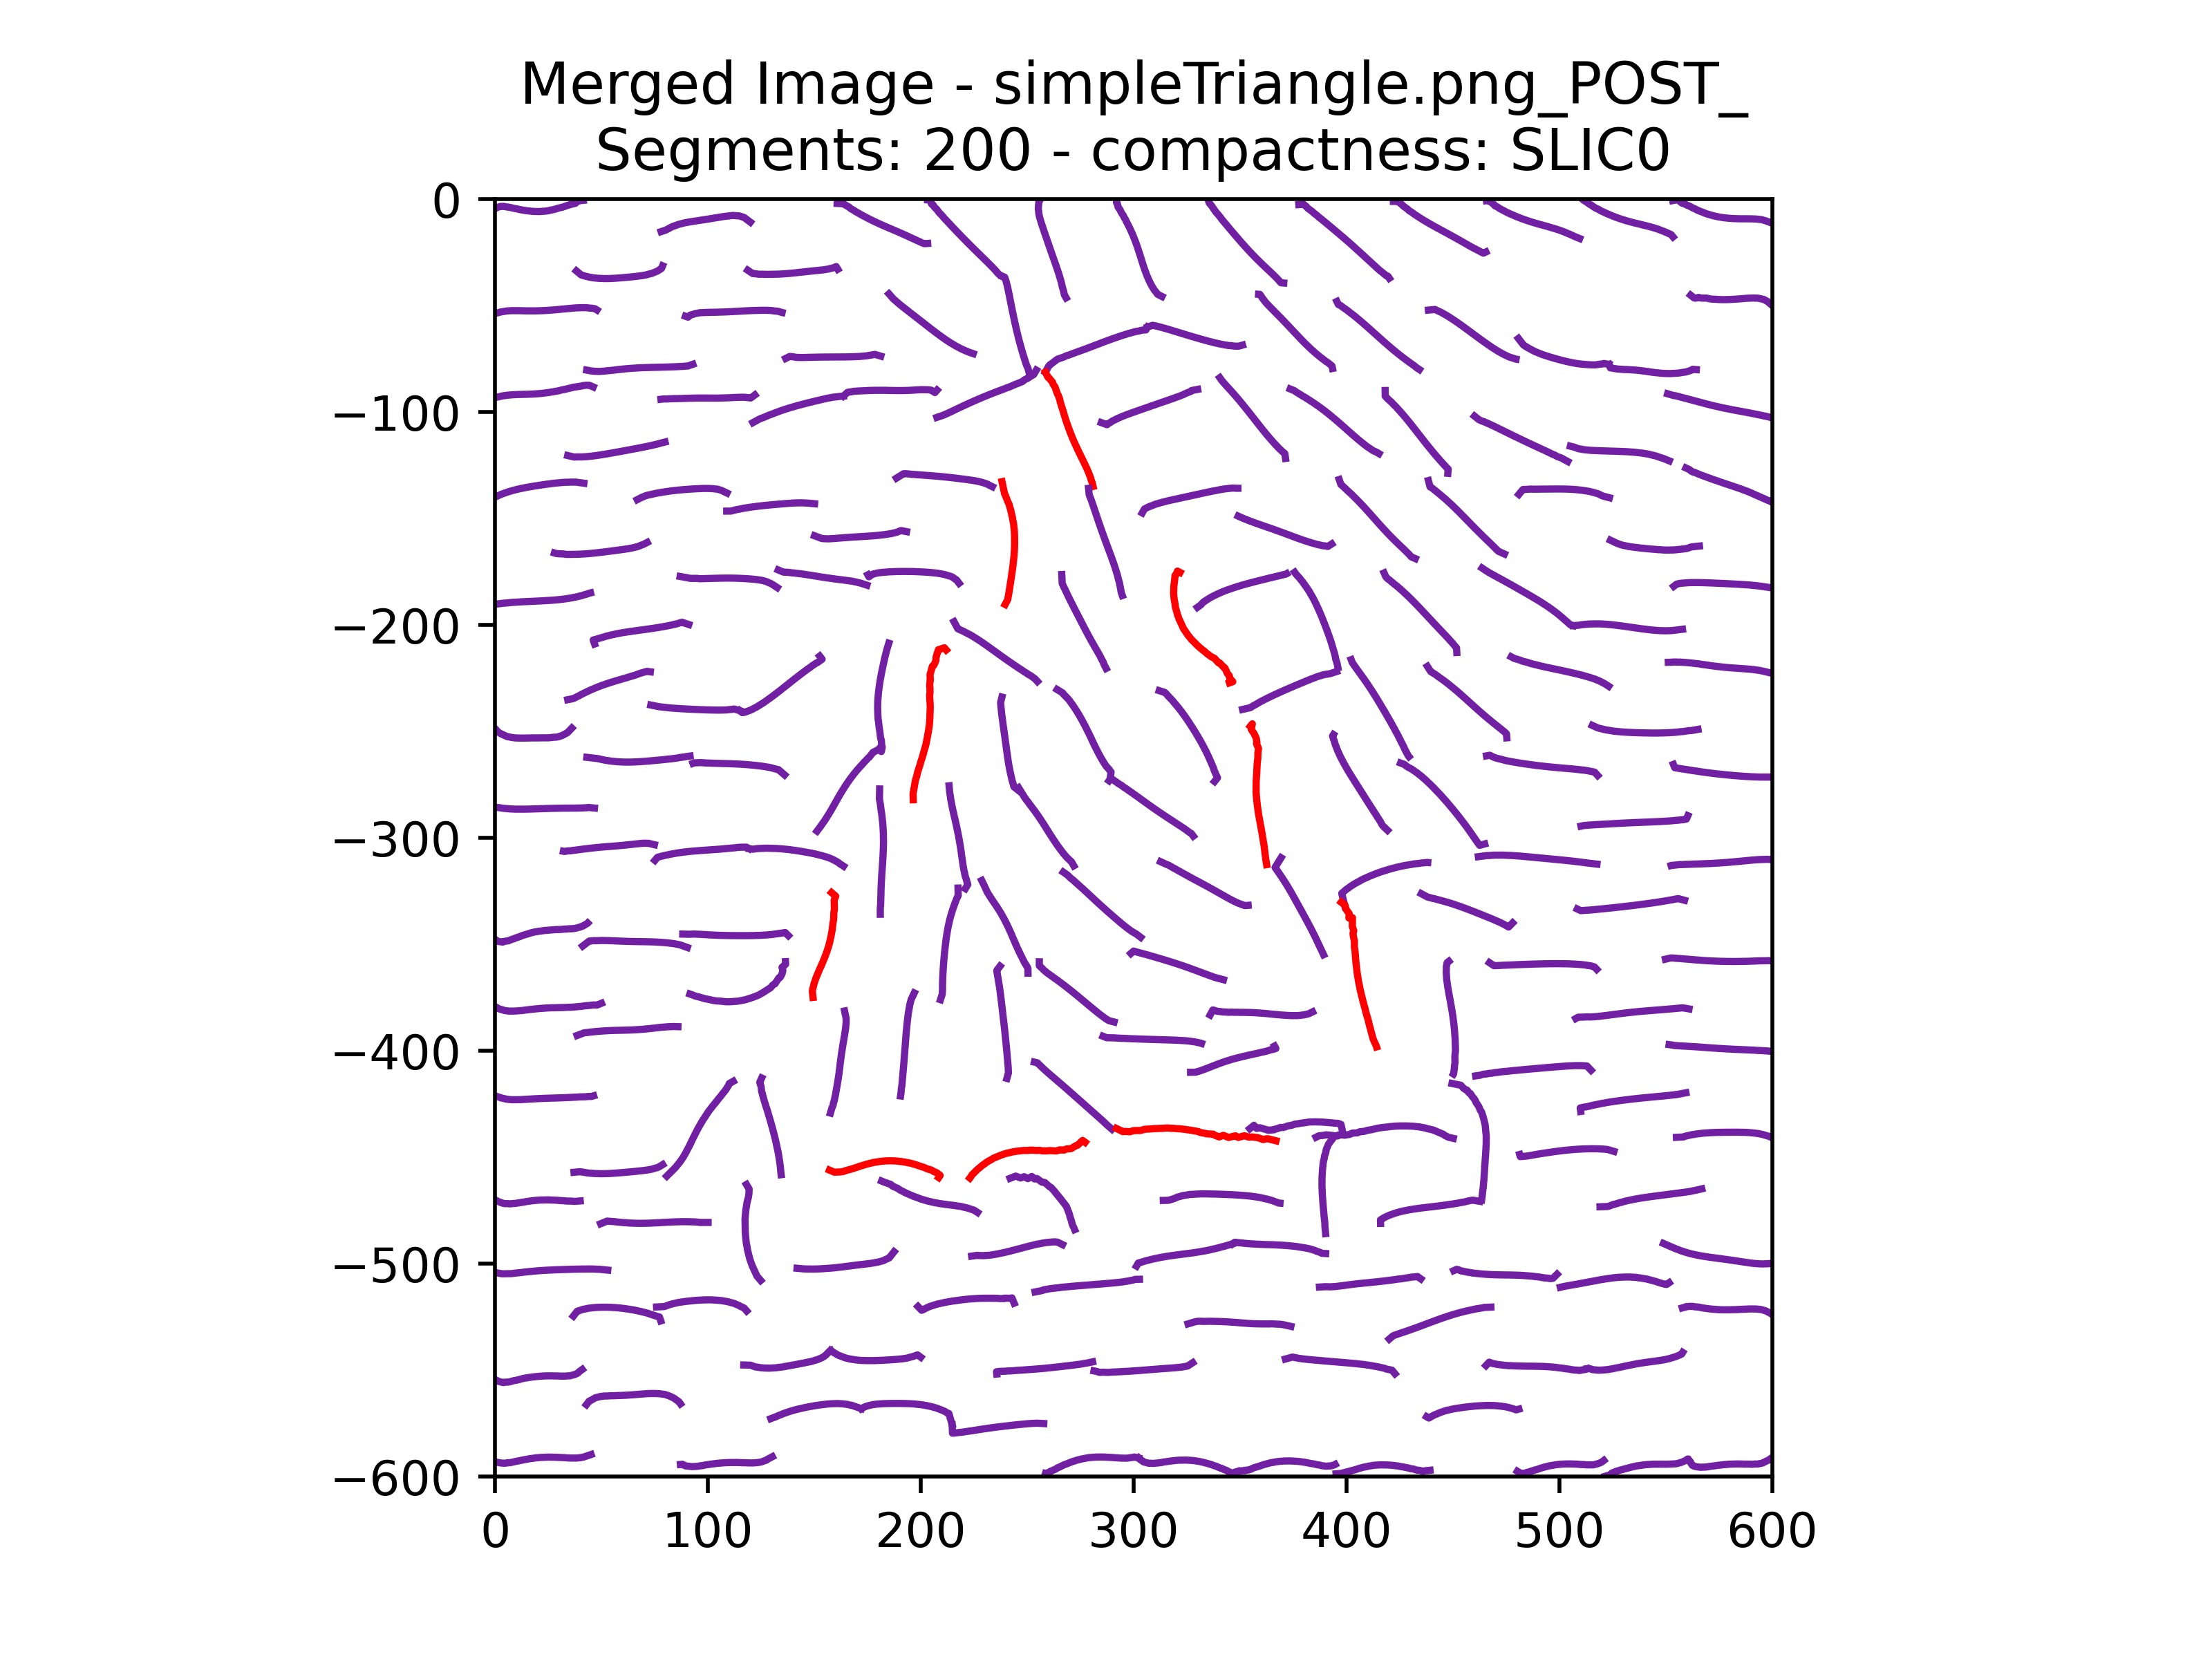 Merged Image - simpleTriangle.png_POST_
Segments: 200 - compactness: SLIC0
0
−100
−200
−300
−400
−500
−600
0 100 200 300 400 500 600